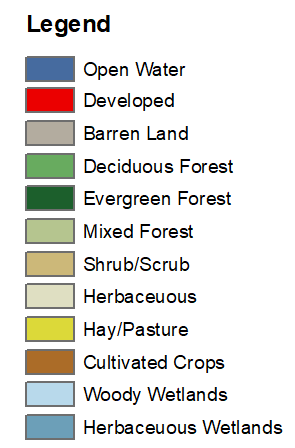 Legend
Open Water
Developed
Barren Land
Deciduous Forest
Evergreen Forest
Mixed Forest
Shrub/Scrub
Herbaceuous
Hay/Pasture
Cultivated Crops
Woody Wetlands
Herbaceuous Wetlands